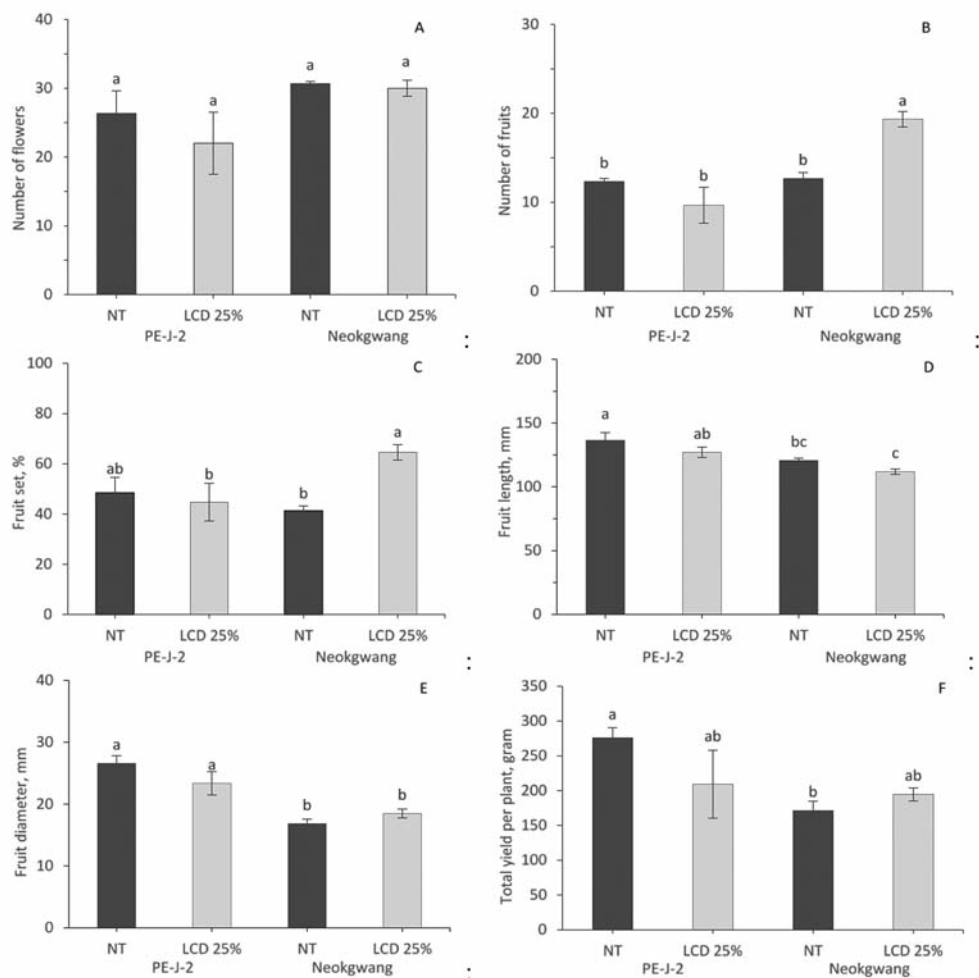 A
Number of flowers
40
30
20
10
0
a
a
a
a
NT
LCD 25%
NT
LCD 25%
PE-J-2
Neokgwang
:
B
Number of fruits
30
20
10
0
b
b
b
a
NT
LCD 25%
NT
LCD 25%
PE-J-2
Neokgwang
:
C
Fruit set, %
100
80
60
40
20
0
ab
b
b
a
NT
LCD 25%
NT
LCD 25%
PE-J-2
Neokgwang
:
D
Fruit length, mm
200
150
100
50
0
a
ab
bc
c
NT
LCD 25%
NT
LCD 25%
PE-J-2
Neokgwang
:
E
Fruit diameter, mm
40
30
20
10
0
a
a
b
b
NT
LCD 25%
NT
LCD 25%
PE-J-2
Neokgwang
:
F
Total yield per plant, gram
350
300
250
200
150
100
50
0
a
ab
b
ab
NT
LCD 25%
NT
LCD 25%
PE-J-2
Neokgwang